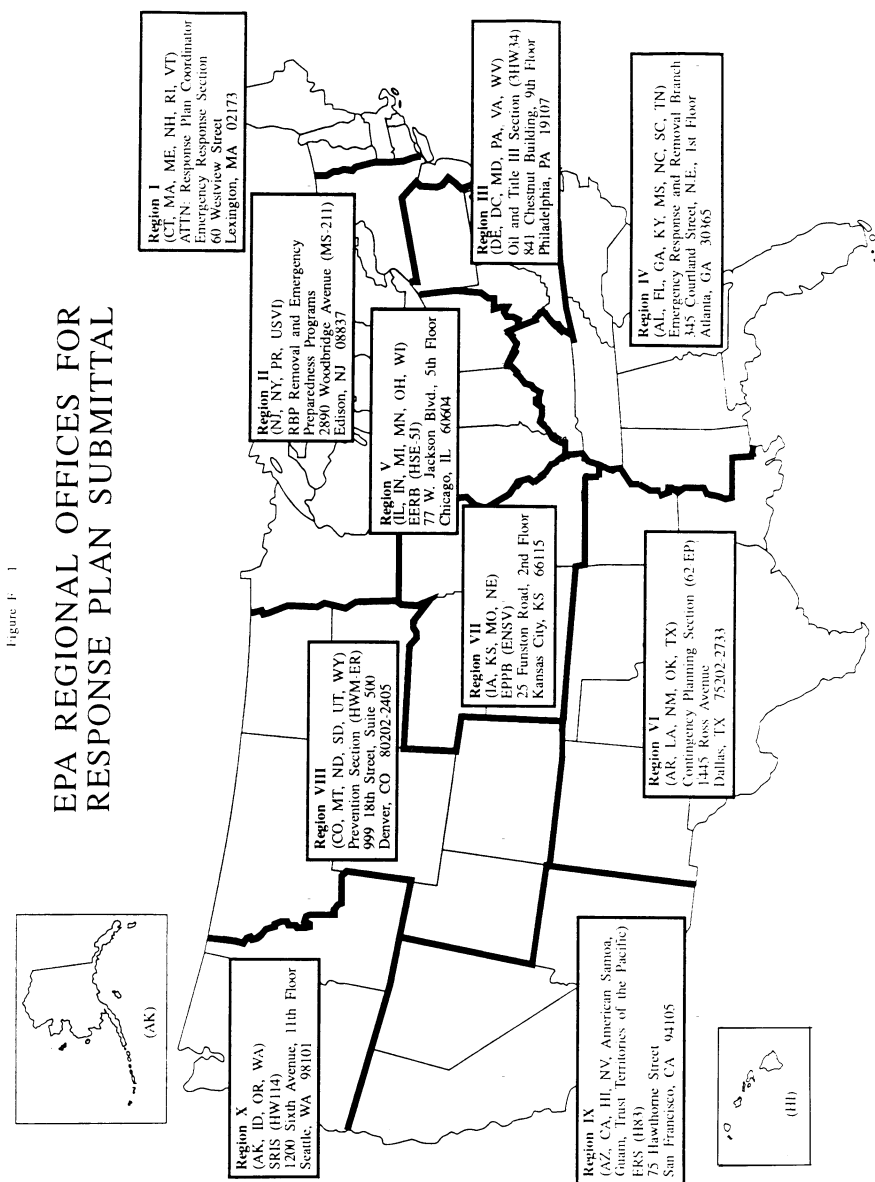 Figure F 1
EPA REGIONAL OFFICES FOR
RESPONSE PLAN SUBMITTAL
(AK)
Region X
(AK, ID, OR, WA)
SRIS (HW114)
1200 Sixth Avenue, 11th Floor
Seattle, WA 98101
Region VIII
(CO, MT, ND, SD, UT, WY)
Prevention Section (HWM-ER)
999 18th Street, Suite 500
Denver, CO 80202-2405
Region V
(IL, IN, MI, MN, OH, WI)
EERB (HSE-5J)
77 W. Jackson Blvd., 5th Floor
Chicago, IL 60604
Region II
(NJ, NY, PR, USVI)
RBP Removal and Emergency
Preparedness Programs
2890 Woodbridge Avenue (MS-211)
Edison, NJ 08837
Region I
(CT, MA, ME, NH, RI, VT)
ATTN: Response Plan Coordinator
Emergency Response Section
60 Westview Street
Lexington, MA 02173
Region VII
(IA, KS, MO, NE)
EPPB (ENSV)
25 Funston Road, 2nd Floor
Kansas City, KS 66115
Region III
(DE, DC, MD, PA, VA, WV)
Oil and Title III Section (3HW34)
841 Chestnut Building, 9th Floor
Philadelphia, PA 19107
Region IX
(AZ, CA, HI, NV, American Samoa,
Guam, Trust Territories of the Pacific)
ERS (H83)
75 Hawthorne Street
San Francisco, CA 94105
Region VI
(AR, LA, NM, OK, TX)
Contingency Planning Section (62 EP)
1445 Ross Avenue
Dallas, TX 75202-2733
Region IV
(AL, FL, GA, KY, MS, NC, SC, TN)
Emergency Response and Removal Branch
345 Courtland Street, N.E., 1st Floor
Atlanta, GA 30365
(HI)